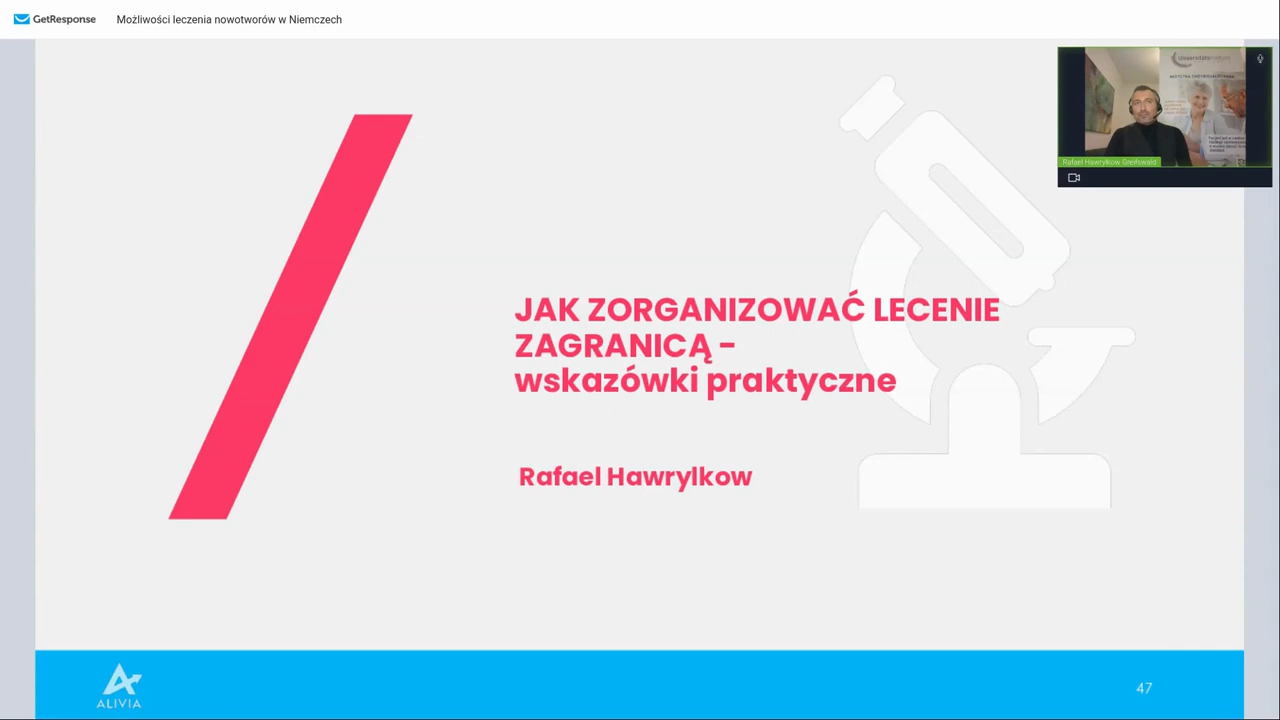 GetResponse
Możliwości leczenia nowotworów w Niemczech
Rafael Hawrylkow Greifswald
JAK ZORGANIZOWAĆ LECENIE
ZAGRANICĄ -
wskazówki praktyczne
Rafael Hawrylkow
ALIVIA
47